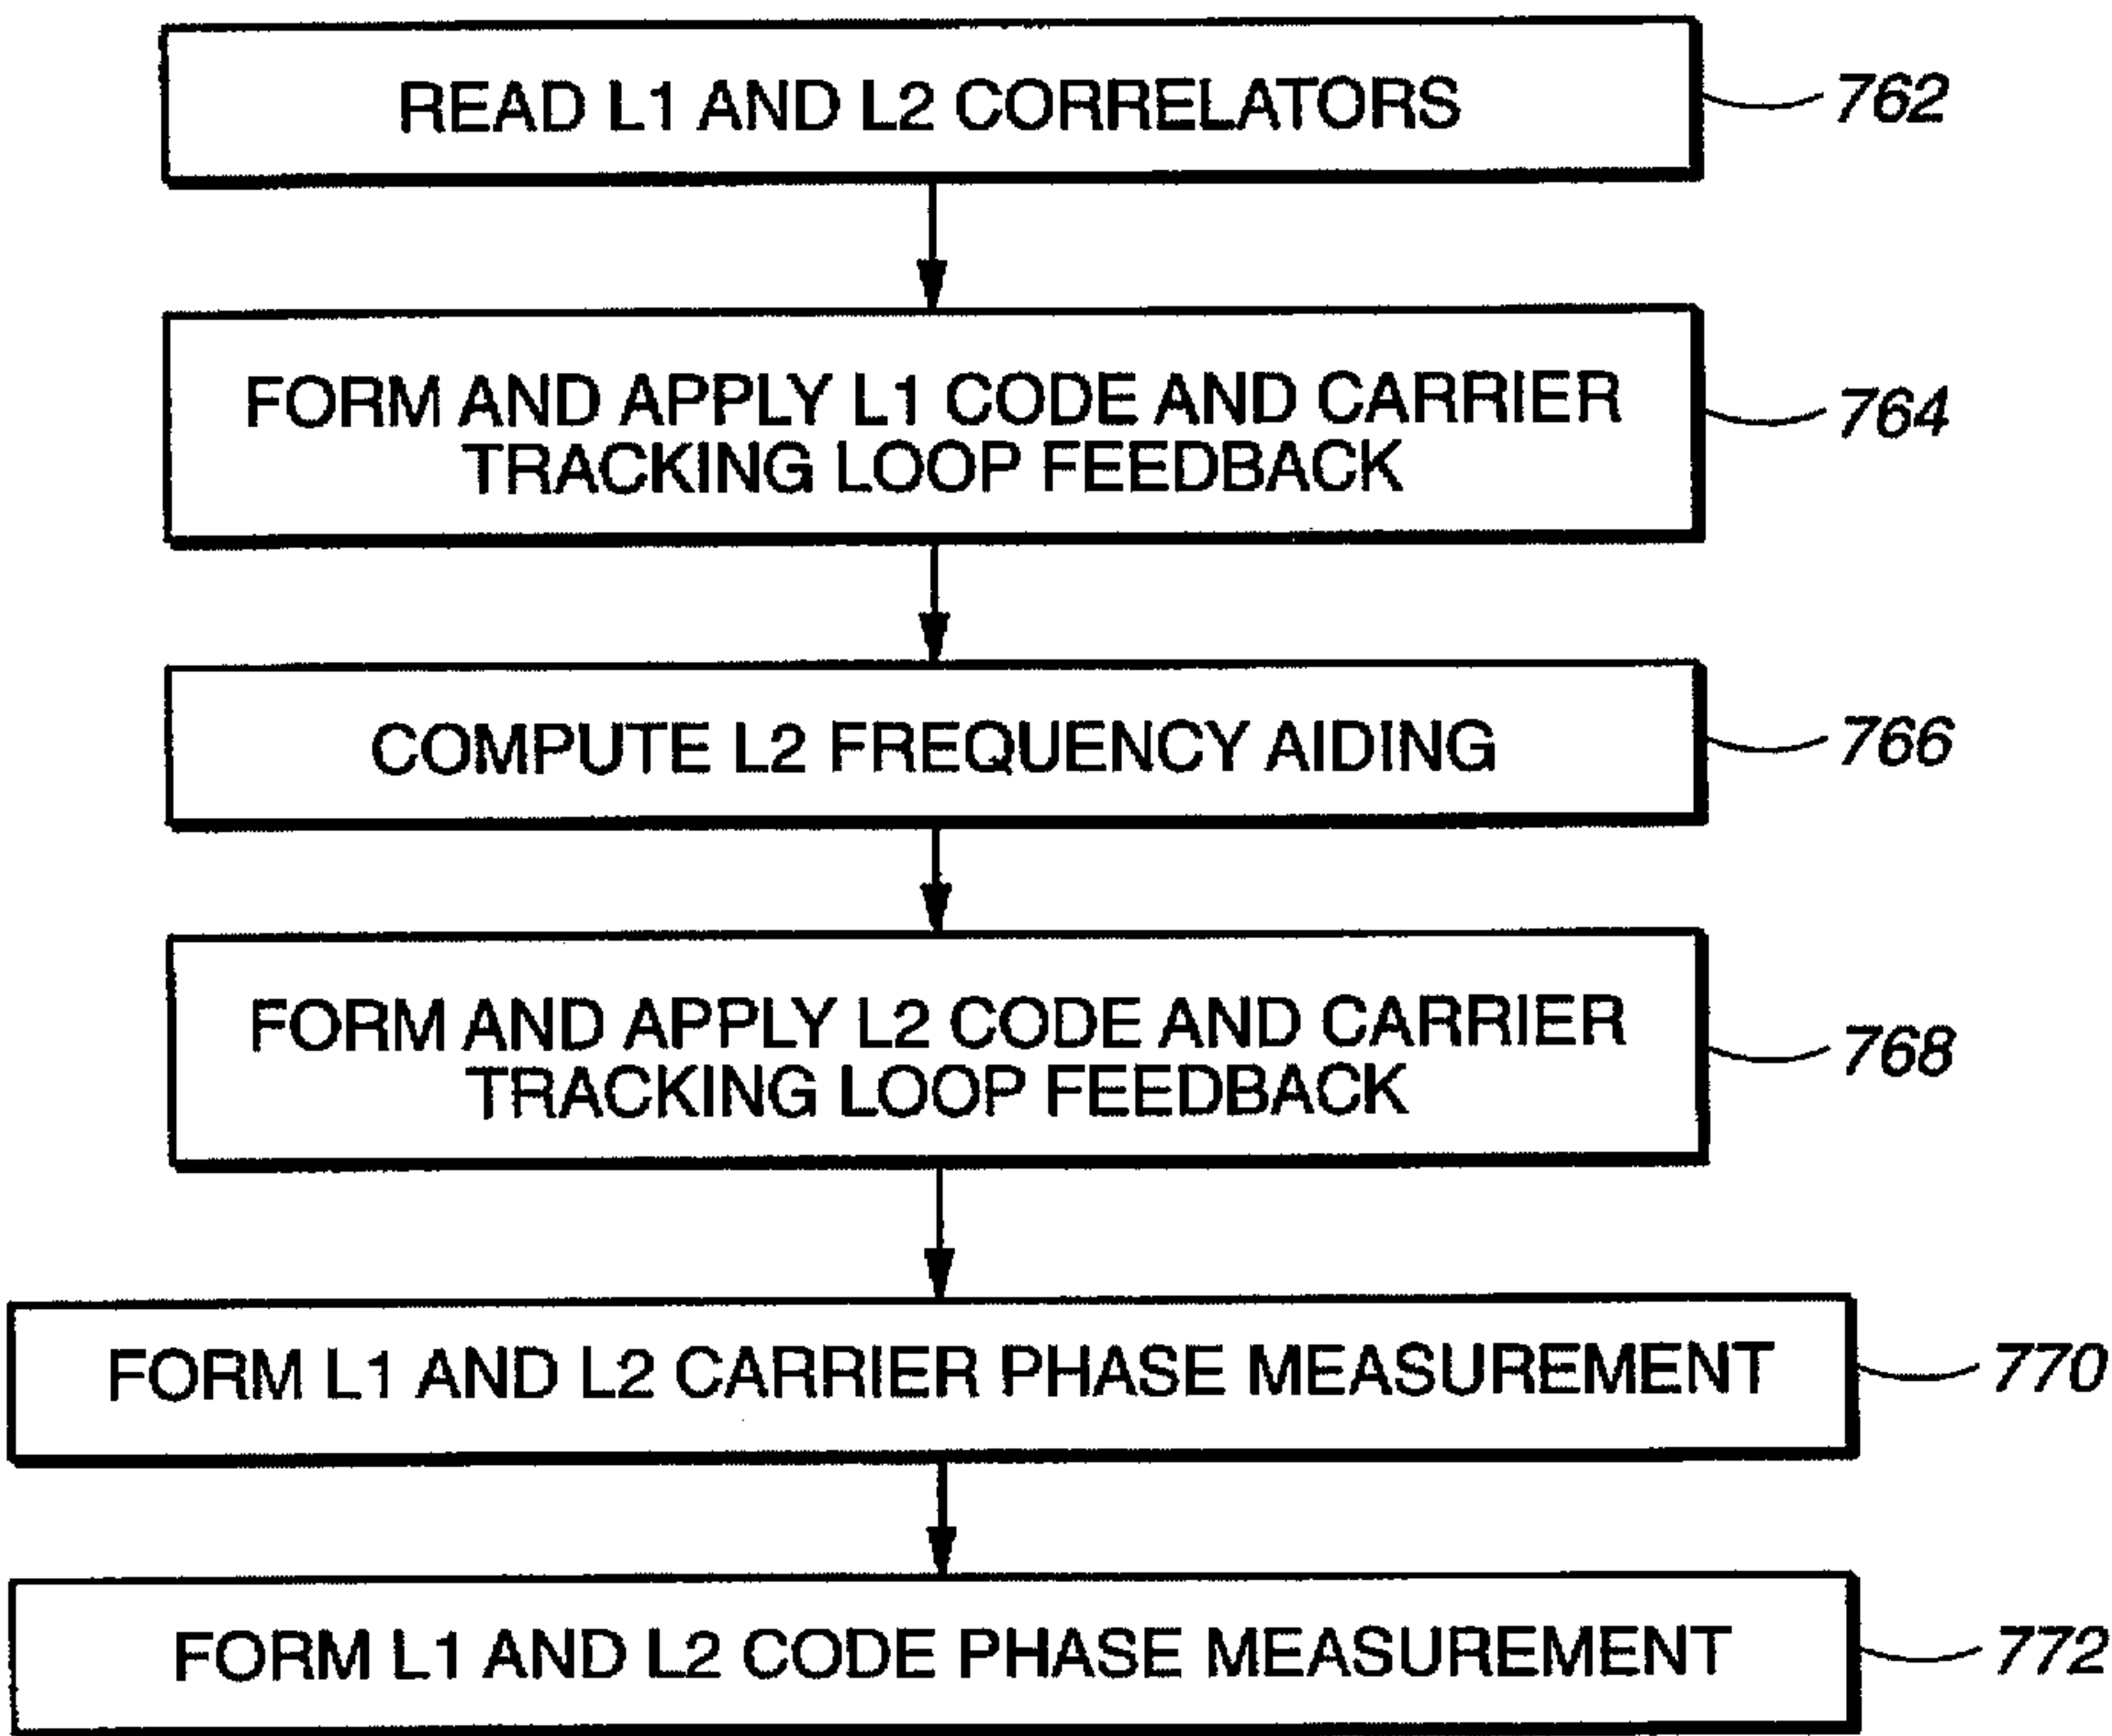 READ L1 AND L2 CORRELATORS
762
FORM AND APPLY L1 CODE AND CARRIER
TRACKING LOOP FEEDBACK
764
COMPUTE L2 FREQUENCY AIDING
766
FORM AND APPLY L2 CODE AND CARRIER
TRACKING LOOP FEEDBACK
768
FORM L1 AND L2 CARRIER PHASE MEASUREMENT
770
FORM L1 AND L2 CODE PHASE MEASUREMENT
772